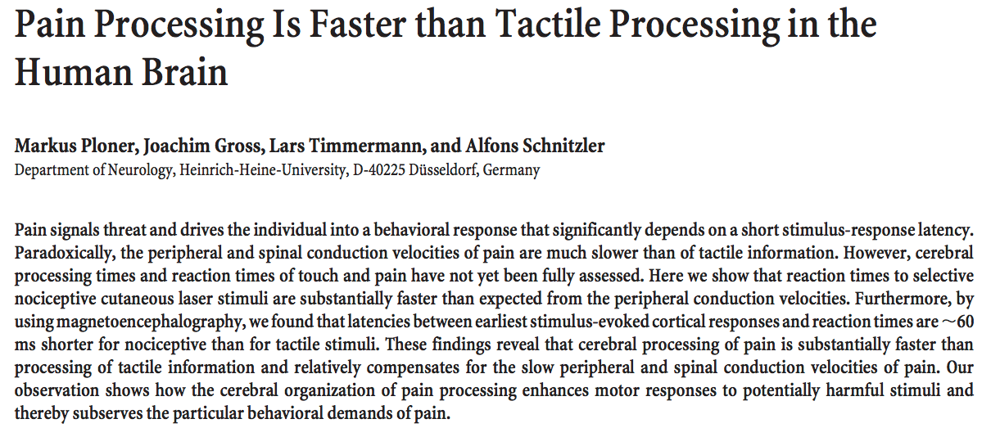 Pain Processing Is Faster than Tactile Processing in the
Human Brain
Markus Ploner, Joachim Gross, Lars Timmermann, and Alfons Schnitzler
Department of Neurology, Heinrich-Heine-University, D-40225 Düsseldorf, Germany
Pain signals threat and drives the individual into a behavioral response that significantly depends on a short stimulus-response latency.
Paradoxically, the peripheral and spinal conduction velocities of pain are much slower than of tactile information. However, cerebral
processing times and reaction times of touch and pain have not yet been fully assessed. Here we show that reaction times to selective
nociceptive cutaneous laser stimuli are substantially faster than expected from the peripheral conduction velocities. Furthermore, by
using magnetoencephalography, we found that latencies between earliest stimulus-evoked cortical responses and reaction times are ~60
ms shorter for nociceptive than for tactile stimuli. These findings reveal that cerebral processing of pain is substantially faster than
processing of tactile information and relatively compensates for the slow peripheral and spinal conduction velocities of pain. Our
observation shows how the cerebral organization of pain processing enhances motor responses to potentially harmful stimuli and
thereby subserves the particular behavioral demands of pain.